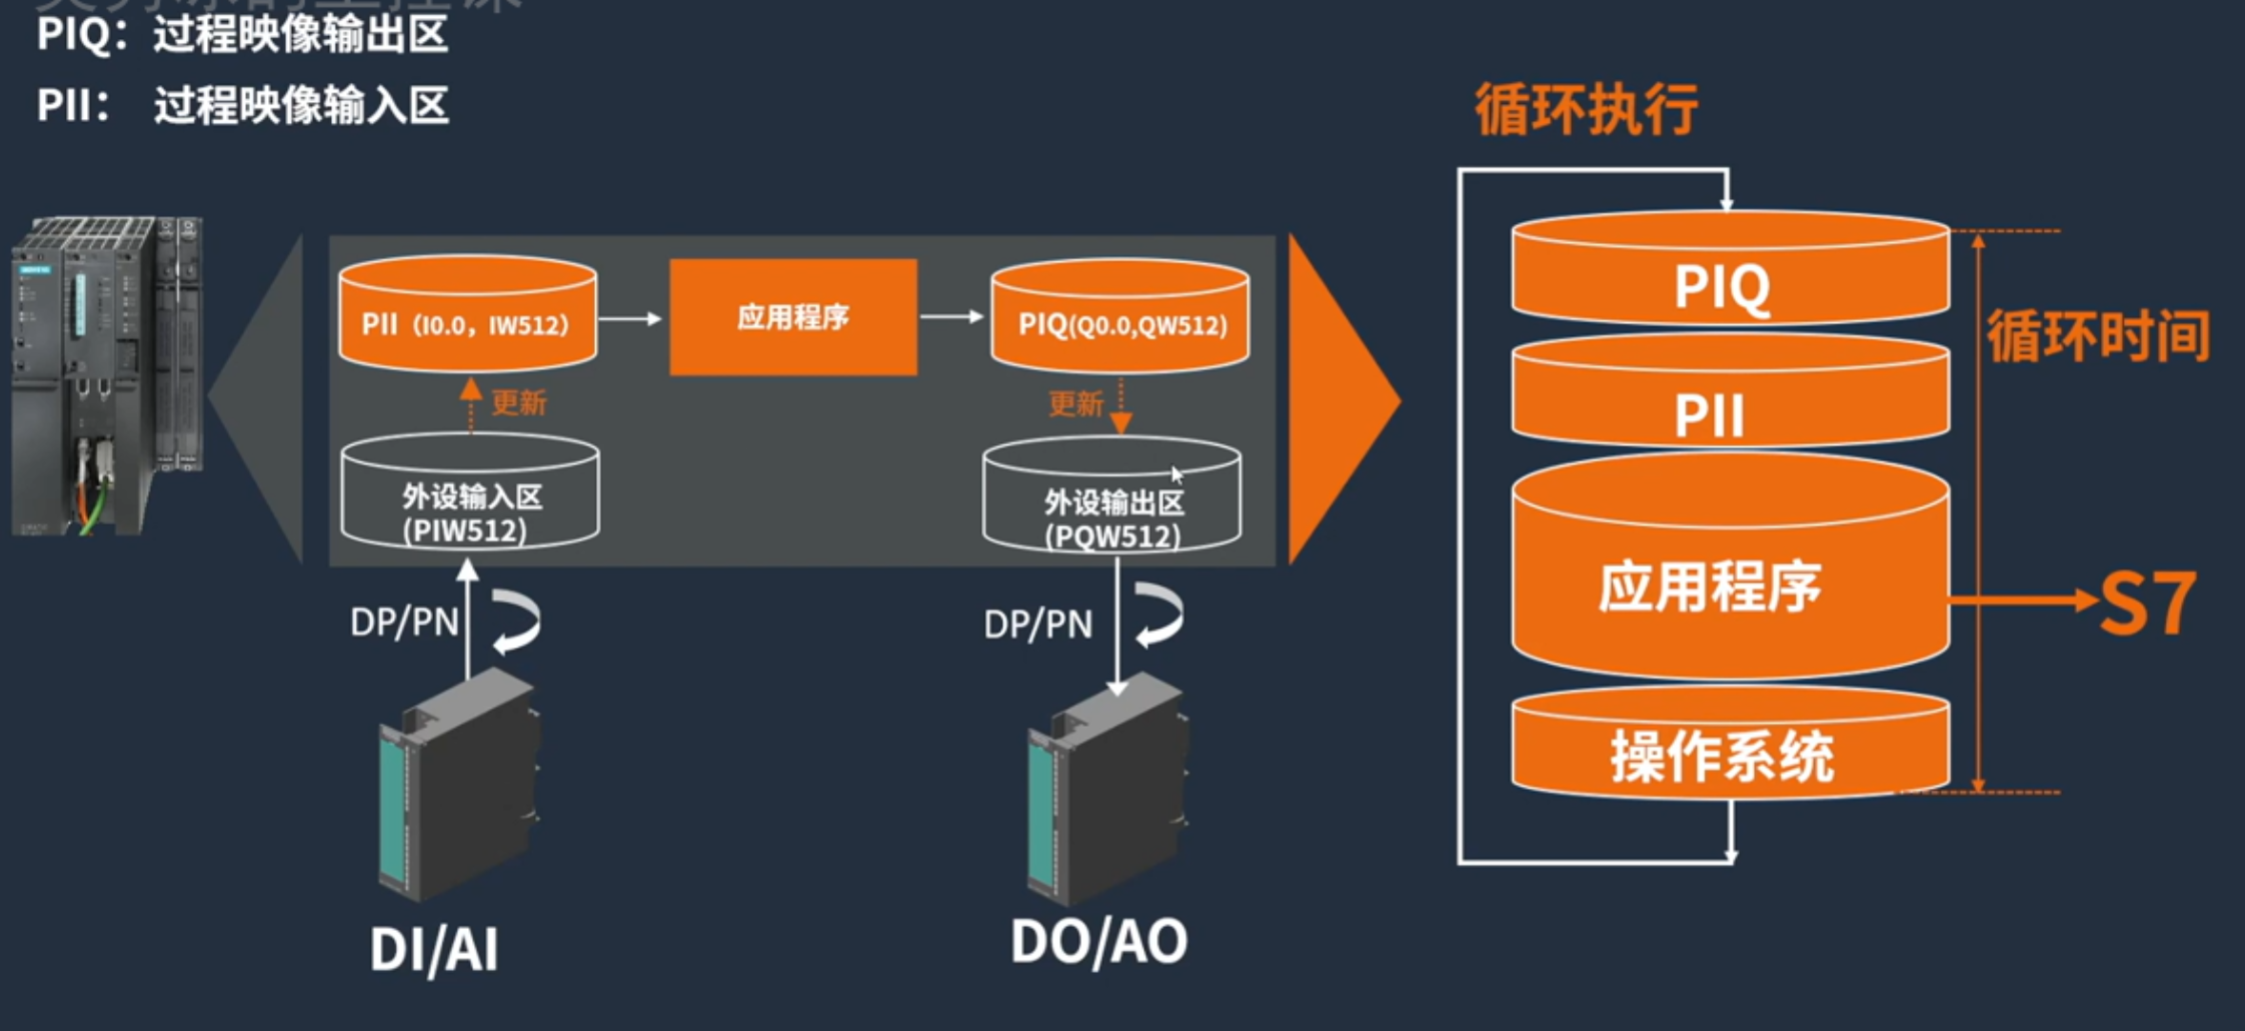 PIQ：过程映像输出区
PII： 过程映像输入区
循环执行
PII（I0.0，IW512）
应用程序
PIQ(Q0.0,QW512)
更新
更新
外设输入区
(PIW512)
外设输出区
(PQW512)
DP/PN
DP/PN
DI/AI
DO/AO
PIQ
PII
应用程序
操作系统
循环时间
S7